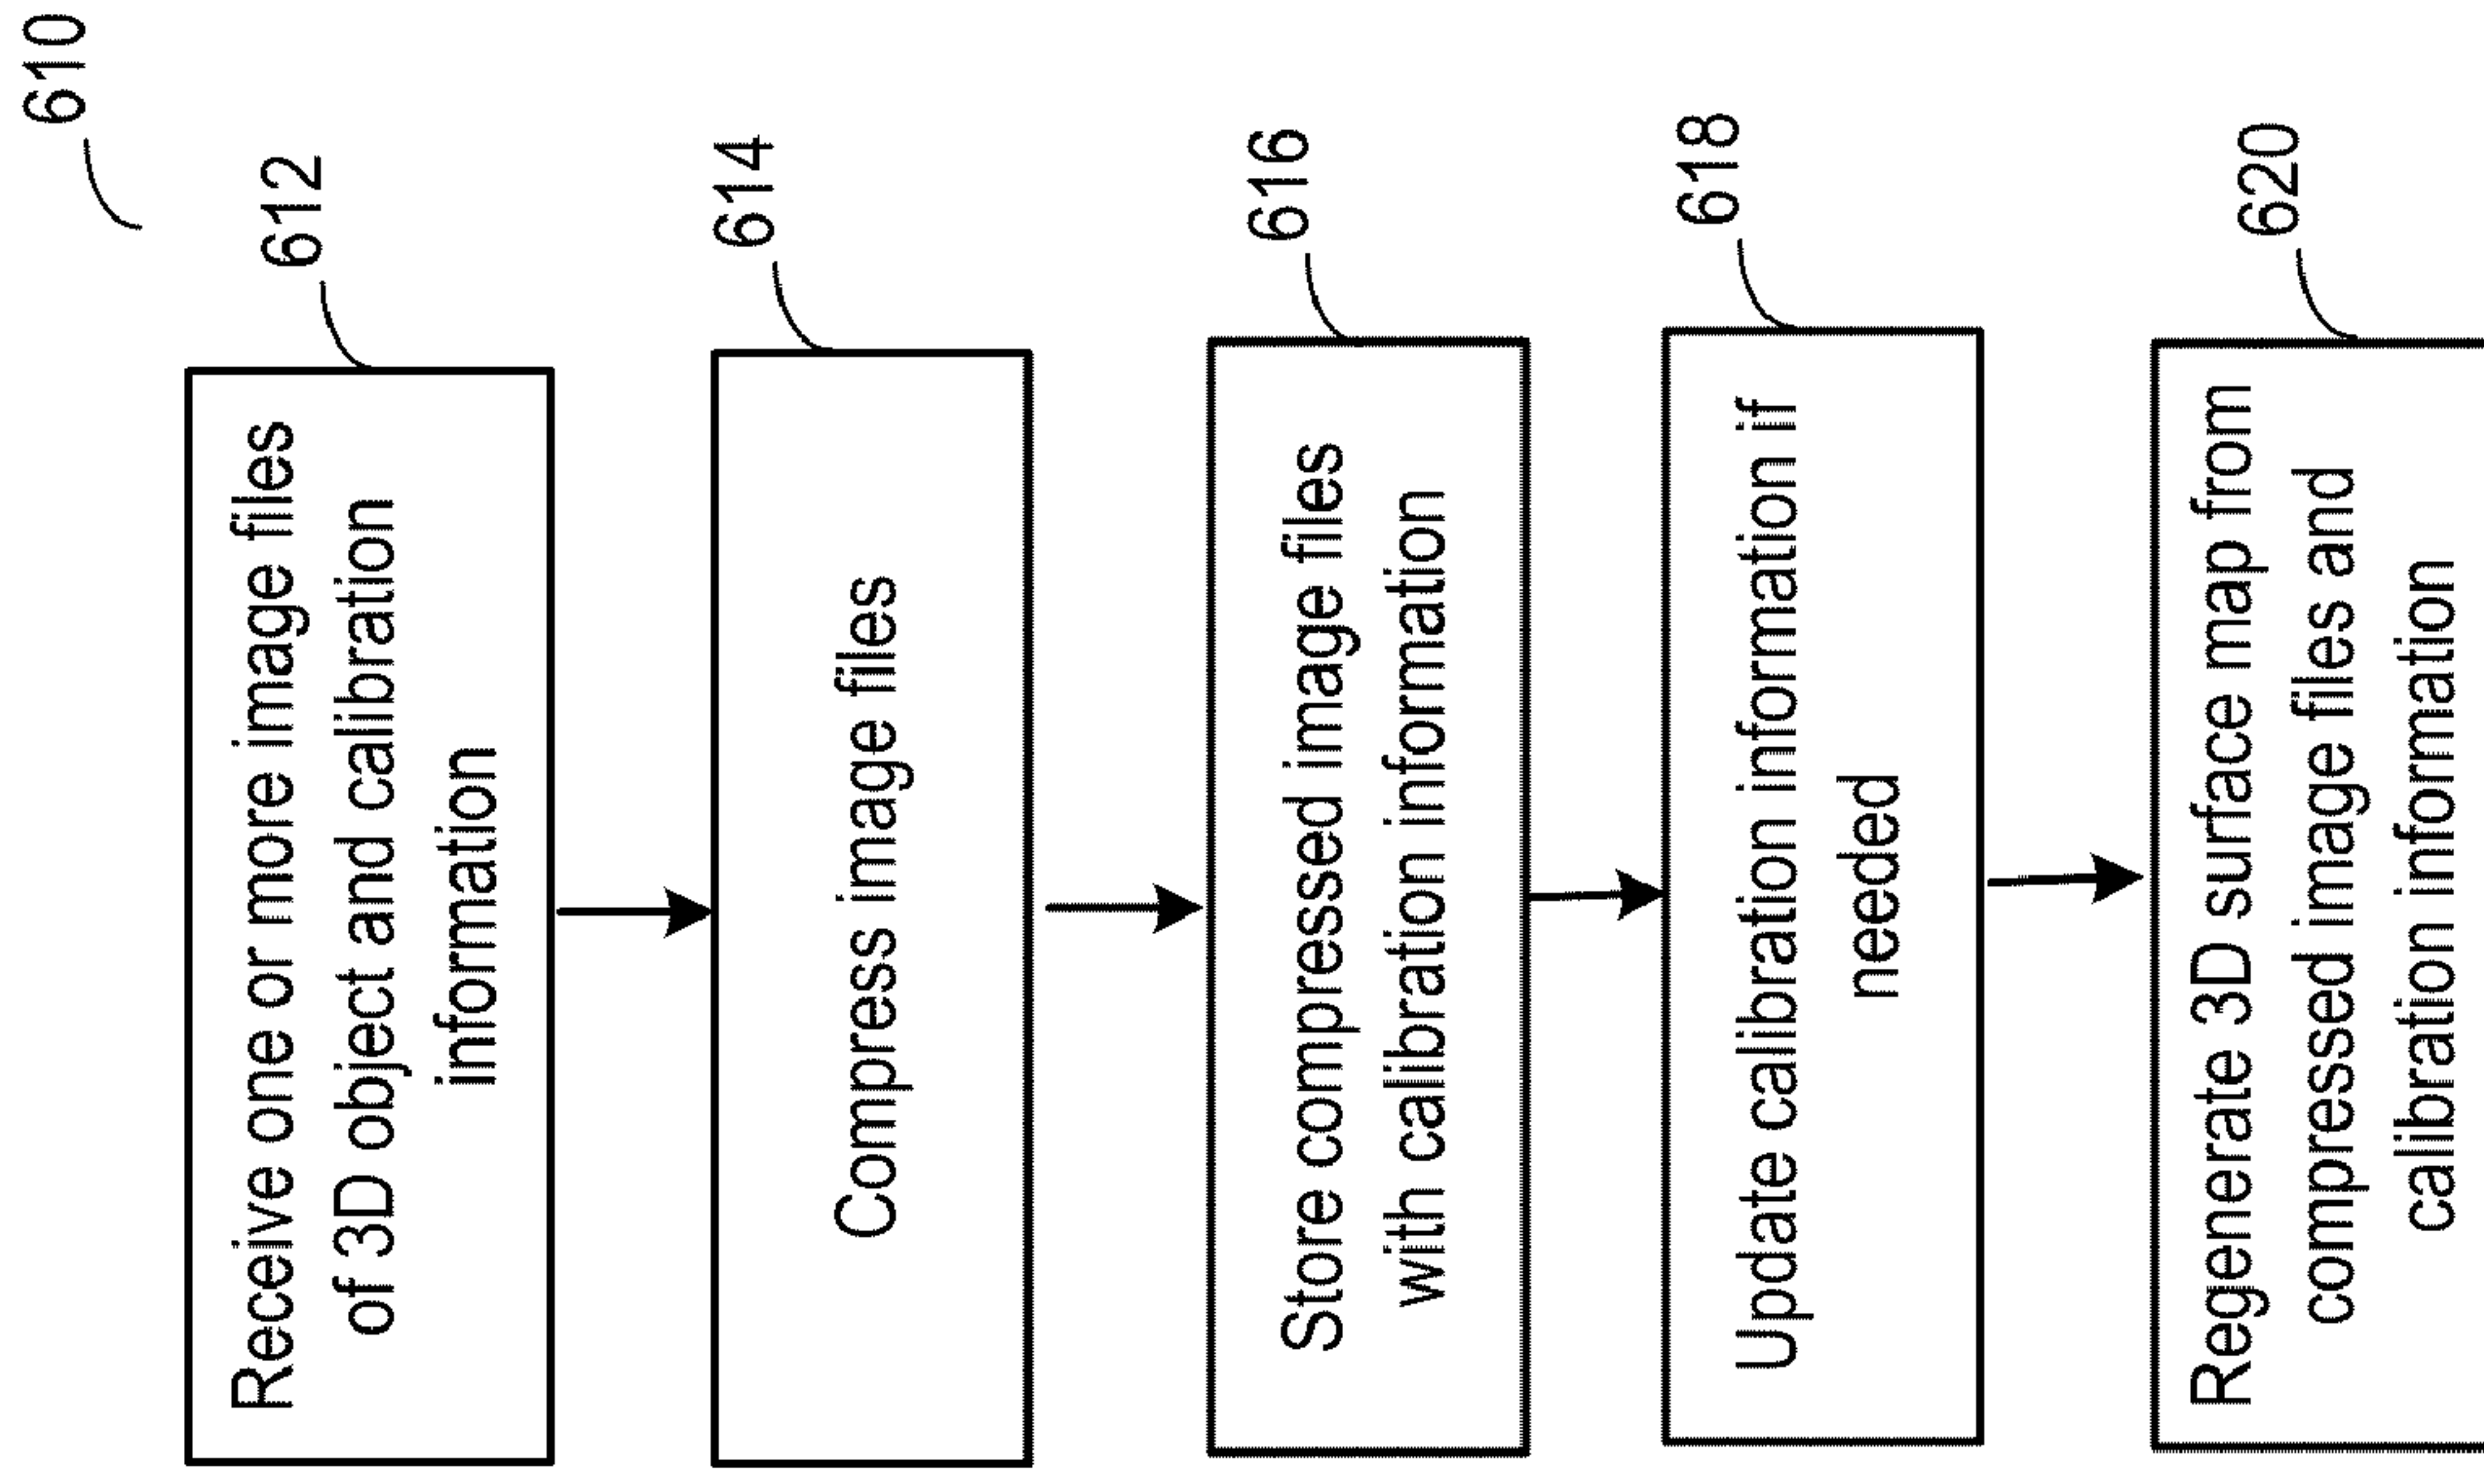 610
612
Receive one or more image files
of 3D object and calibration
information
614
Compress image files
616
Store compressed image files
with calibration information
618
Update calibration information if
needed
620
Regenerate 3D surface map from
compressed image files and
calibration information